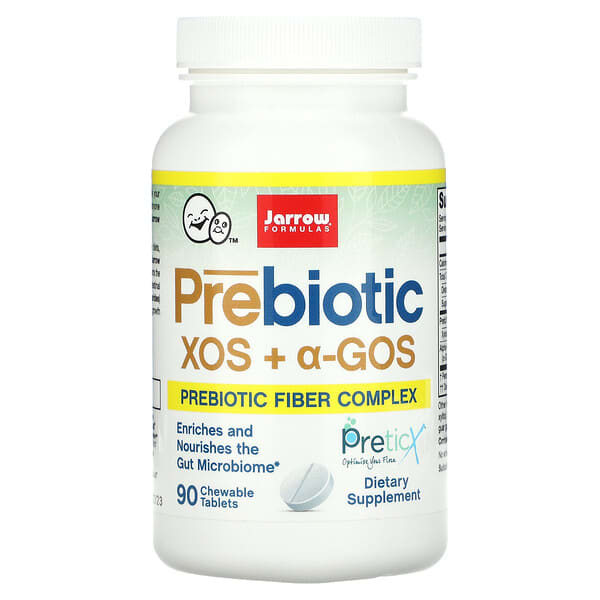 Jarrow
FORMULAS
Prebiotic
XOS + α-GOS
PREBIOTIC FIBER COMPLEX
Enriches and
Nourishes the
Gut Microbiome*
PreticX
Optimize Your Flora
90 Chewable
Tablets
Dietary
Supplement
TM